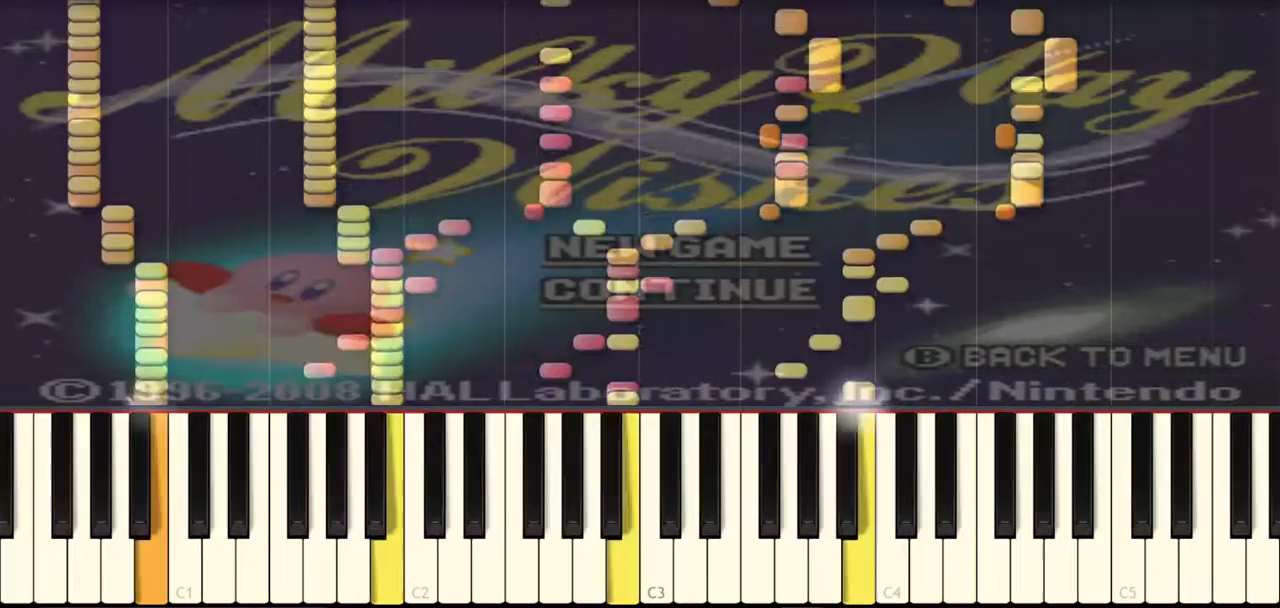 Milky Way
Wishes
NEW GAME
CONTINUE
B BACK TO MENU
©1996-2008 HAL Laboratory, Inc. / Nintendo
C1 C2 C3 C4 C5